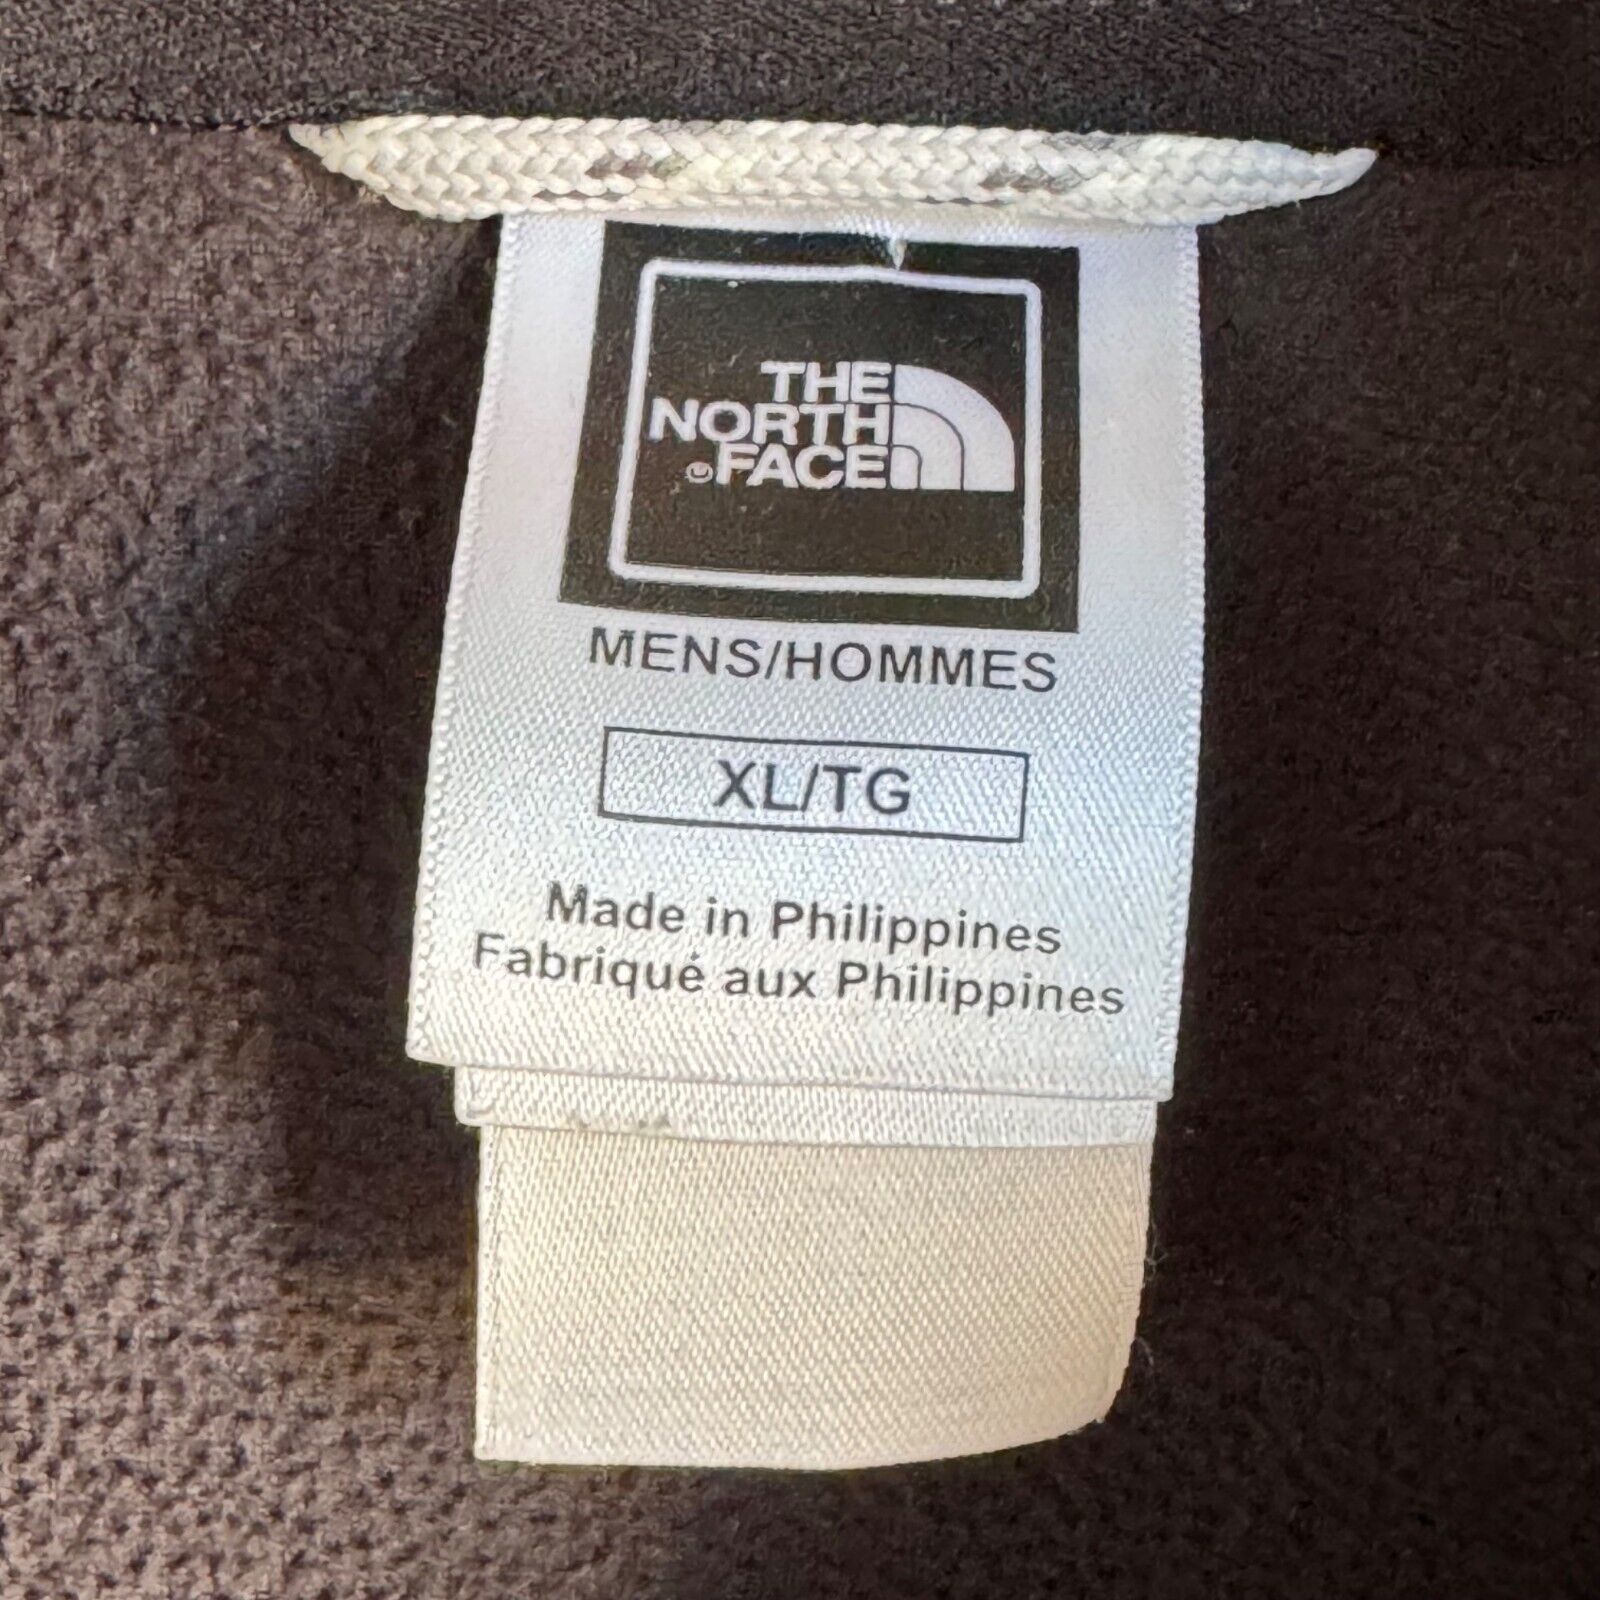 THE
NORTH
FACE
MENS/HOMMES
XL/TG
Made in Philippines
Fabriqué aux Philippines